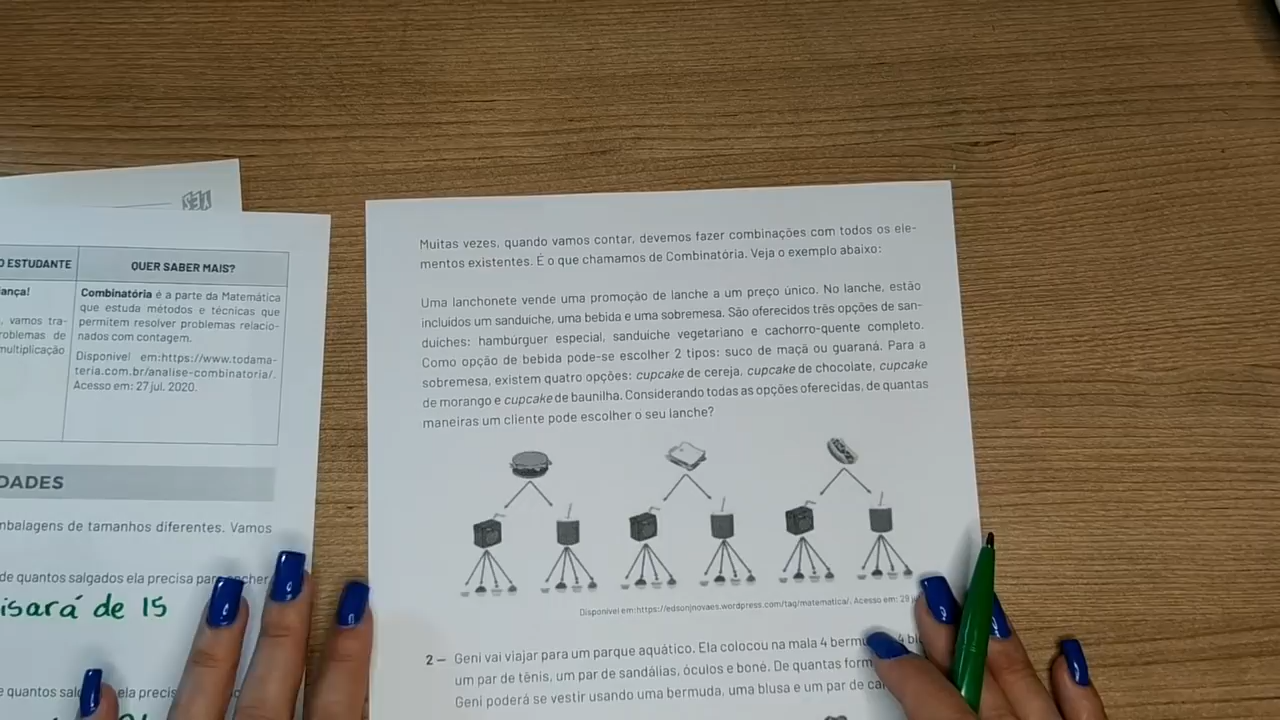 YES
O ESTUDANTE
QUER SABER MAIS?
ança!
, vamos tra-
roblemas de
multiplicação
Combinatória é a parte da Matemática
que estuda métodos e técnicas que
permitem resolver problemas relacio-
nados com contagem.
Disponível em:https://www.todama-
teria.com.br/analise-combinatoria/.
Acesso em: 27 jul. 2020.
DADES
mbalagens de tamanhos diferentes. Vamos
de quantos salgados ela precisa para encher
isará de 15
e quantos ela precis
Muitas vezes, quando vamos contar, devemos fazer combinações com todos os ele-
mentos existentes. É o que chamamos de Combinatória. Veja o exemplo abaixo:
Uma lanchonete vende uma promoção de lanche a um preço único. No lanche, estão
incluídos um sanduíche, uma bebida e uma sobremesa. São oferecidos três opções de san-
duíches: hambúrguer especial, sanduíche vegetariano e cachorro-quente completo.
Como opção de bebida pode-se escolher 2 tipos: suco de maçã ou guaraná. Para a
sobremesa, existem quatro opções: cupcake de cereja, cupcake de chocolate, cupcake
de morango e cupcake de baunilha. Considerando todas as opções oferecidas, de quantas
maneiras um cliente pode escolher o seu lanche?
Disponível em:https://edsonjnovaes.wordpress.com/tag/matematica/. Acesso em: 29 ju
2 — Geni vai viajar para um parque aquático. Ela colocou na mala 4 bermu 4 bl
um par de tênis, um par de sandálias, óculos e boné. De quantas form
Geni poderá se vestir usando uma bermuda, uma blusa e um par de ca